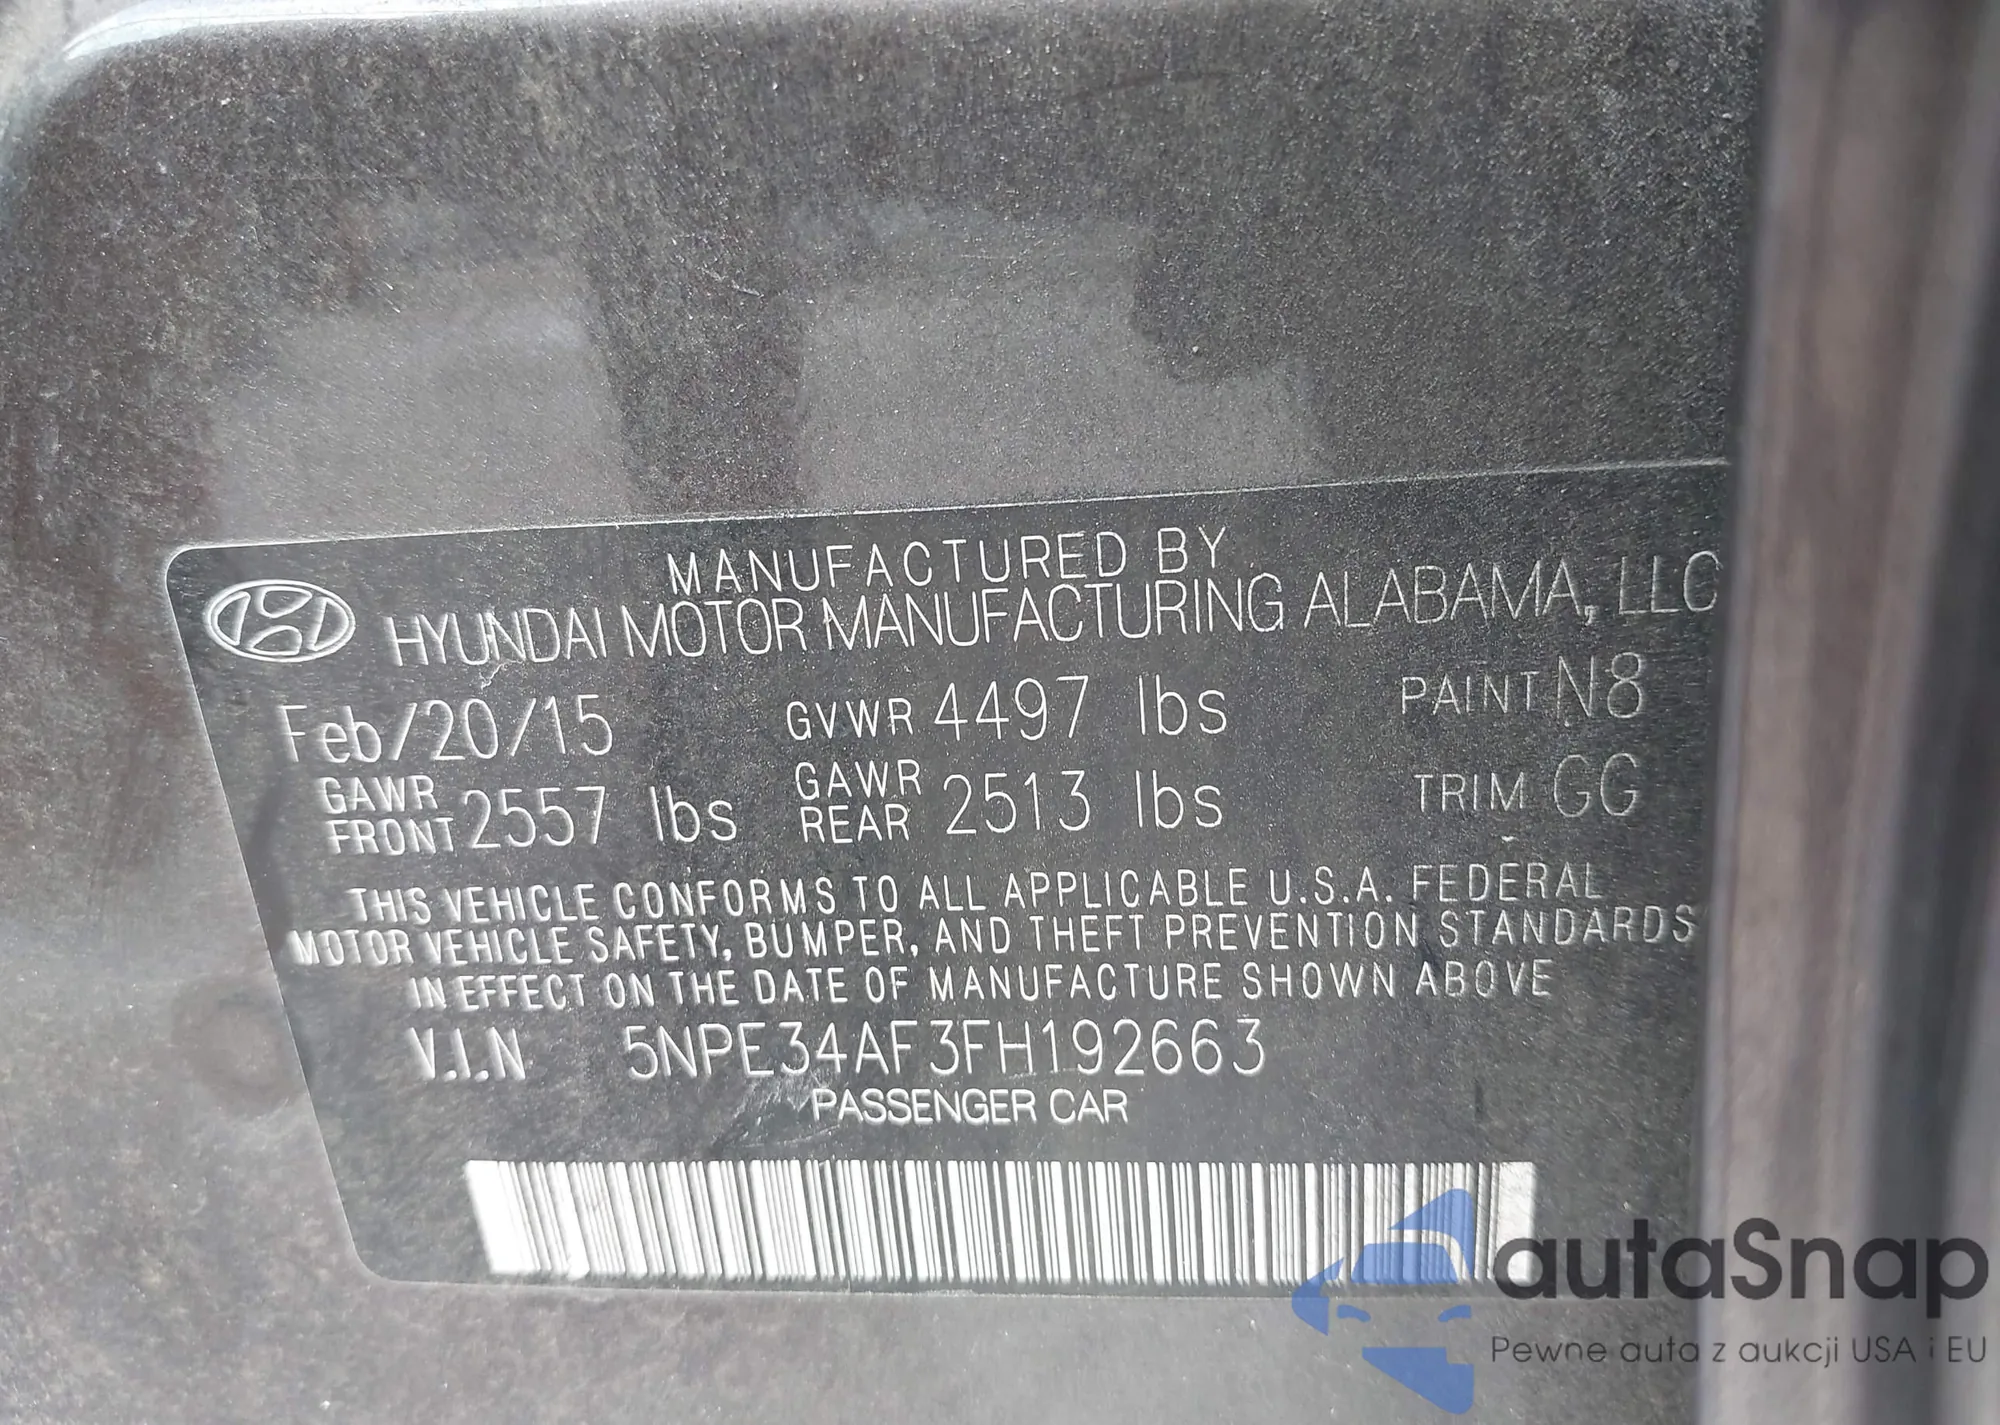 MANUFACTURED BY
HYUNDAI MOTOR MANUFACTURING ALABAMA, LLC
Feb/20/15 GVWR 4497 lbs PAINT N8
GAWR FRONT 2557 lbs GAWR REAR 2513 lbs TRIM GG
THIS VEHICLE CONFORMS TO ALL APPLICABLE U.S.A. FEDERAL
MOTOR VEHICLE SAFETY, BUMPER, AND THEFT PREVENTION STANDARDS
IN EFFECT ON THE DATE OF MANUFACTURE SHOWN ABOVE
V.I.N 5NPE34AF3FH192663
PASSENGER CAR
autaSnap
Pewne auta z aukcji USA i EU